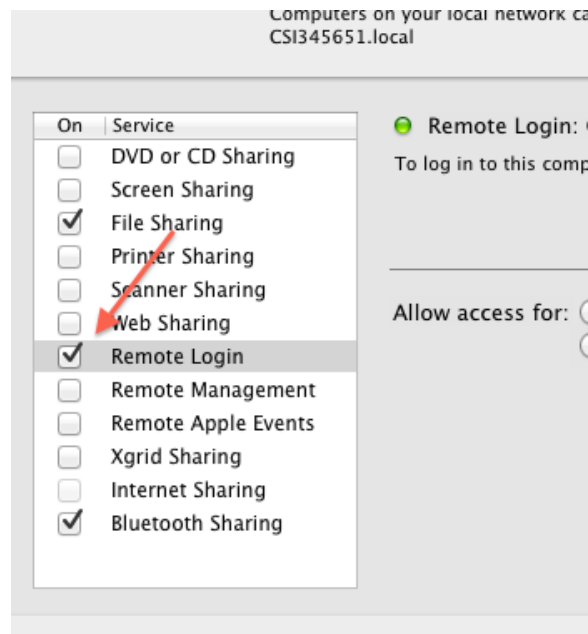 Computers on your local network ca
CSI345651.local
On Service
DVD or CD Sharing
Screen Sharing
File Sharing
Printer Sharing
Scanner Sharing
Web Sharing
Remote Login
Remote Management
Remote Apple Events
Xgrid Sharing
Internet Sharing
Bluetooth Sharing
Remote Login:
To log in to this comp
Allow access for: